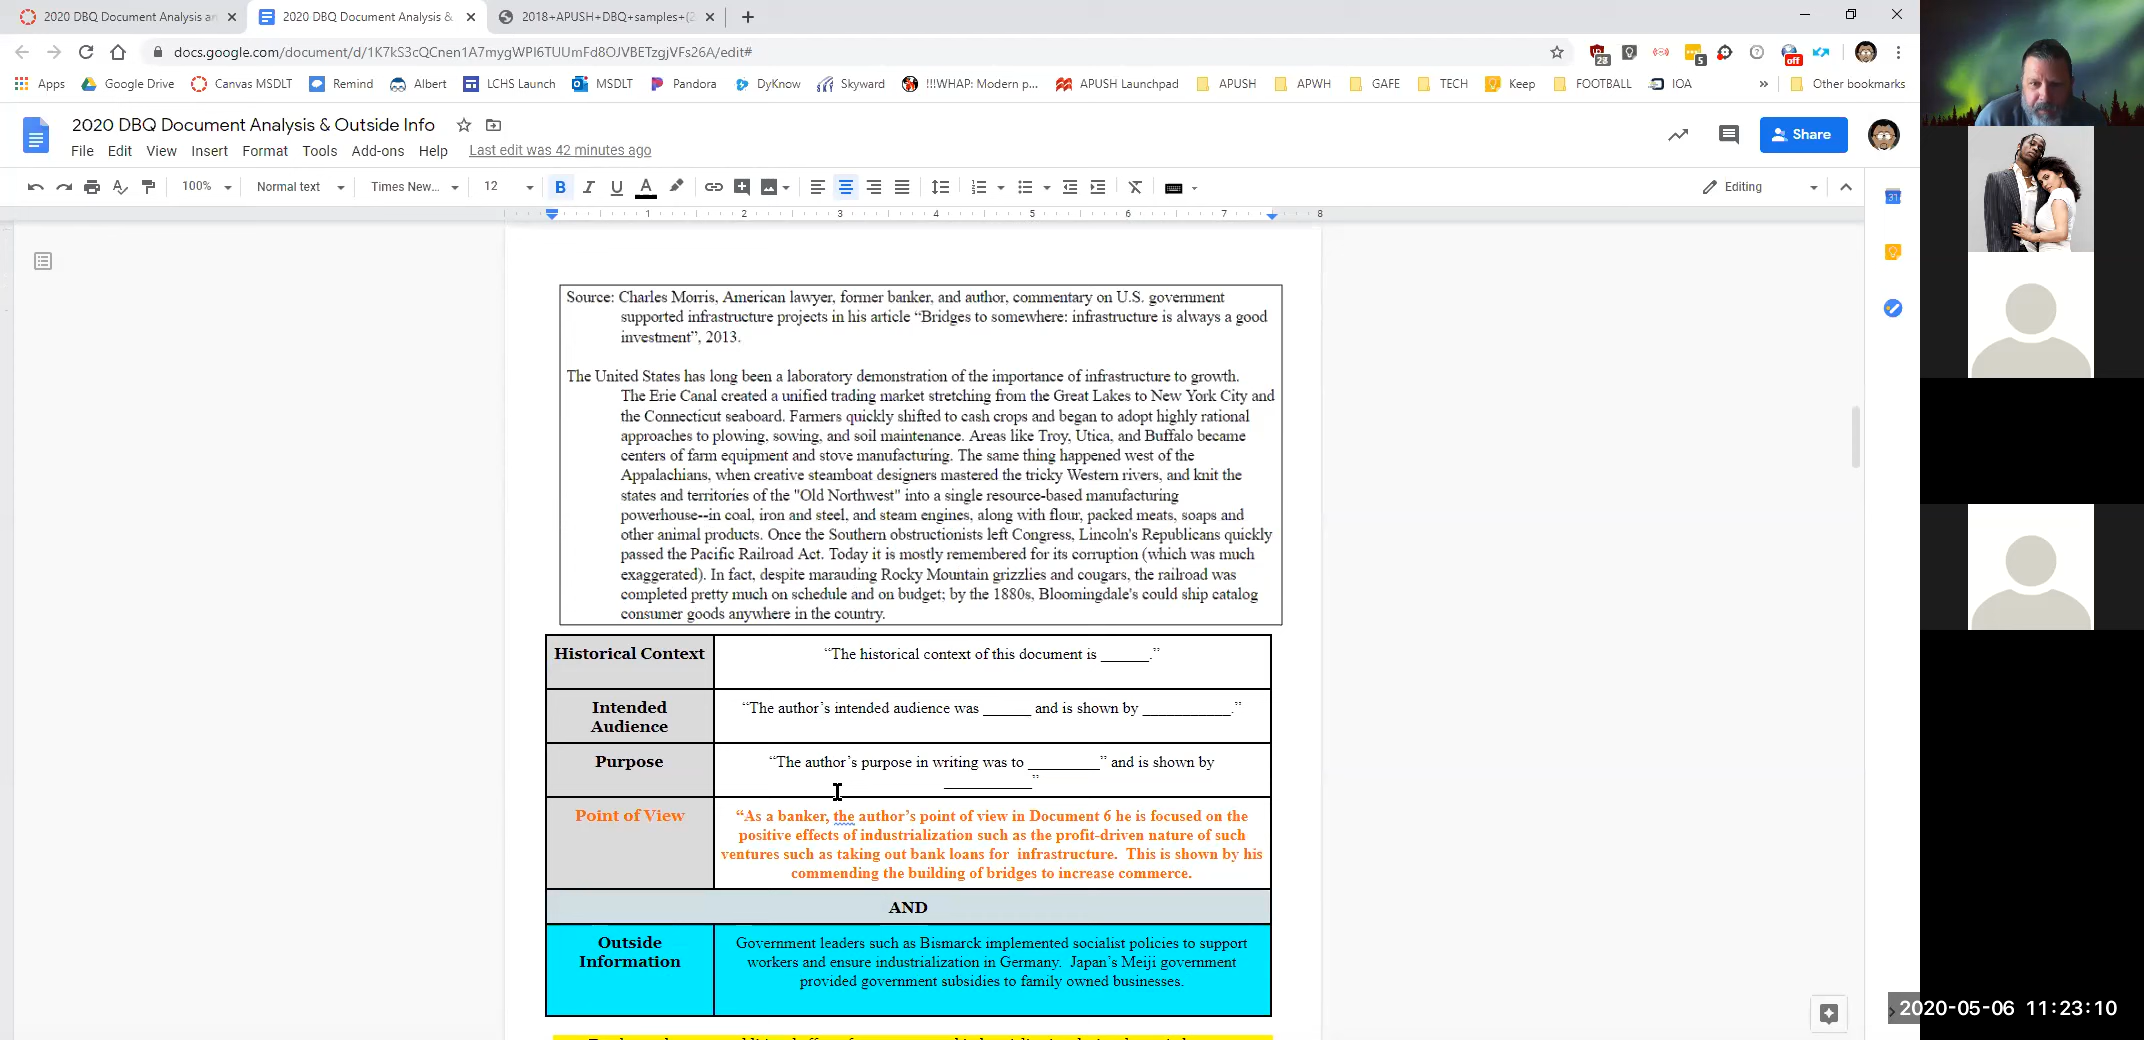 2020 DBQ Document Analysis an
2020 DBQ Document Analysis &
2018+APUSH+DBQ+samples+(2
docs.google.com/document/d/1K7kS3cQCnen1A7mygWPl6TUUmFd8OJVBETzgjVFs26A/edit#
28
5
off
Apps Google Drive Canvas MSDLT Remind Albert LCHS Launch MSDLT Pandora DyKnow Skyward !!!WHAP: Modern p... APUSH Launchpad APUSH APWH GAFE TECH Keep FOOTBALL IOA » Other bookmarks
2020 DBQ Document Analysis & Outside Info
Share
File Edit View Insert Format Tools Add-ons Help Last edit was 42 minutes ago
100% Normal text Times New... 12 B I U A Editing
31
1 2 3 4 5 6 7 8
Source: Charles Morris, American lawyer, former banker, and author, commentary on U.S. government
supported infrastructure projects in his article “Bridges to somewhere: infrastructure is always a good
investment”, 2013.
The United States has long been a laboratory demonstration of the importance of infrastructure to growth.
The Erie Canal created a unified trading market stretching from the Great Lakes to New York City and
the Connecticut seaboard. Farmers quickly shifted to cash crops and began to adopt highly rational
approaches to plowing, sowing, and soil maintenance. Areas like Troy, Utica, and Buffalo became
centers of farm equipment and stove manufacturing. The same thing happened west of the
Appalachians, when creative steamboat designers mastered the tricky Western rivers, and knit the
states and territories of the "Old Northwest" into a single resource-based manufacturing
powerhouse--in coal, iron and steel, and steam engines, along with flour, packed meats, soaps and
other animal products. Once the Southern obstructionists left Congress, Lincoln's Republicans quickly
passed the Pacific Railroad Act. Today it is mostly remembered for its corruption (which was much
exaggerated). In fact, despite marauding Rocky Mountain grizzlies and cougars, the railroad was
completed pretty much on schedule and on budget; by the 1880s, Bloomingdale's could ship catalog
consumer goods anywhere in the country.
Historical Context
“The historical context of this document is ______.”
Intended
Audience
“The author’s intended audience was ______ and is shown by ___________.”
Purpose
“The author’s purpose in writing was to _________” and is shown by
___________”
Point of View
“As a banker, the author’s point of view in Document 6 he is focused on the
positive effects of industrialization such as the profit-driven nature of such
ventures such as taking out bank loans for infrastructure. This is shown by his
commending the building of bridges to increase commerce.
AND
Outside
Information
Government leaders such as Bismarck implemented socialist policies to support
workers and ensure industrialization in Germany. Japan’s Meiji government
provided government subsidies to family owned businesses.
2020-05-06 11:23:10